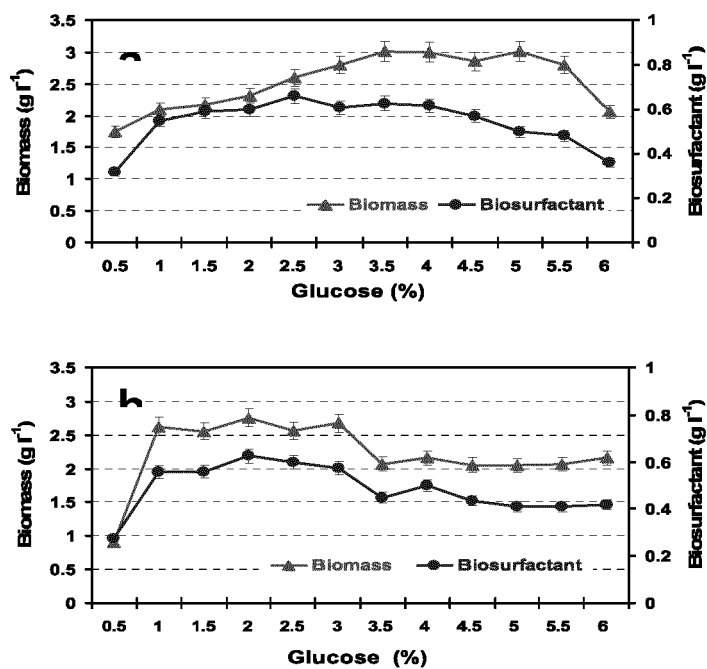 a
3.5 1
3 0.8
2.5
2 0.6
1.5 0.4
1
0.5 0.2
0 0
Biomass (g l⁻¹)
Biosurfactant (g l⁻¹)
Biomass Biosurfactant
0.5 1 1.5 2 2.5 3 3.5 4 4.5 5 5.5 6
Glucose (%)
b
3.5 1
3 0.8
2.5
2 0.6
1.5 0.4
1
0.5 0.2
0 0
Biomass (g l⁻¹)
Biosurfactant (g l⁻¹)
Biomass Biosurfactant
0.5 1 1.5 2 2.5 3 3.5 4 4.5 5 5.5 6
Glucose (%)